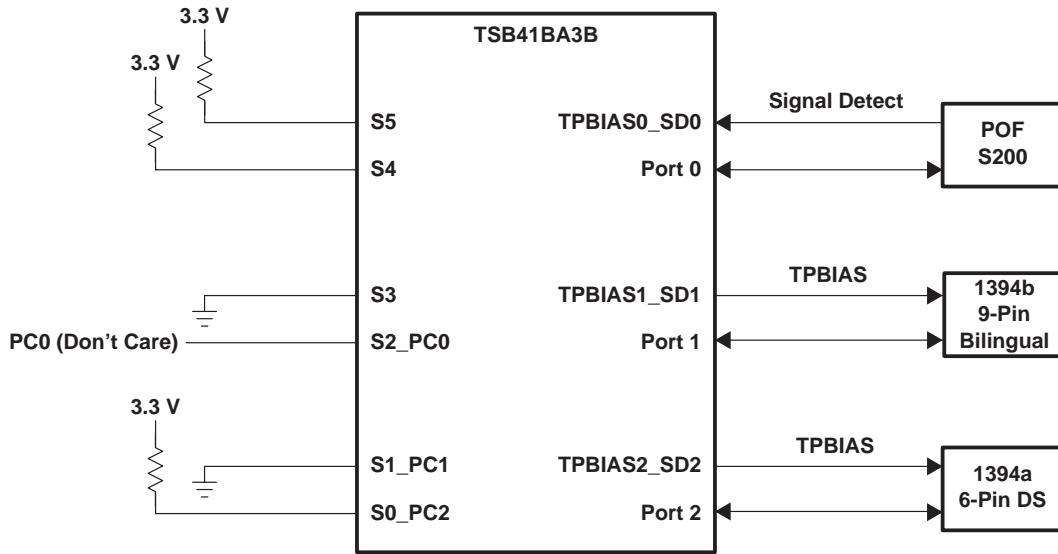 3.3 V
3.3 V
TSB41BA3B
S5
S4
TPBIAS0_SD0
Port 0
Signal Detect
POF
S200
S3
PC0 (Don't Care)
S2_PC0
TPBIAS1_SD1
Port 1
TPBIAS
1394b
9-Pin
Bilingual
3.3 V
S1_PC1
S0_PC2
TPBIAS2_SD2
Port 2
TPBIAS
1394a
6-Pin DS